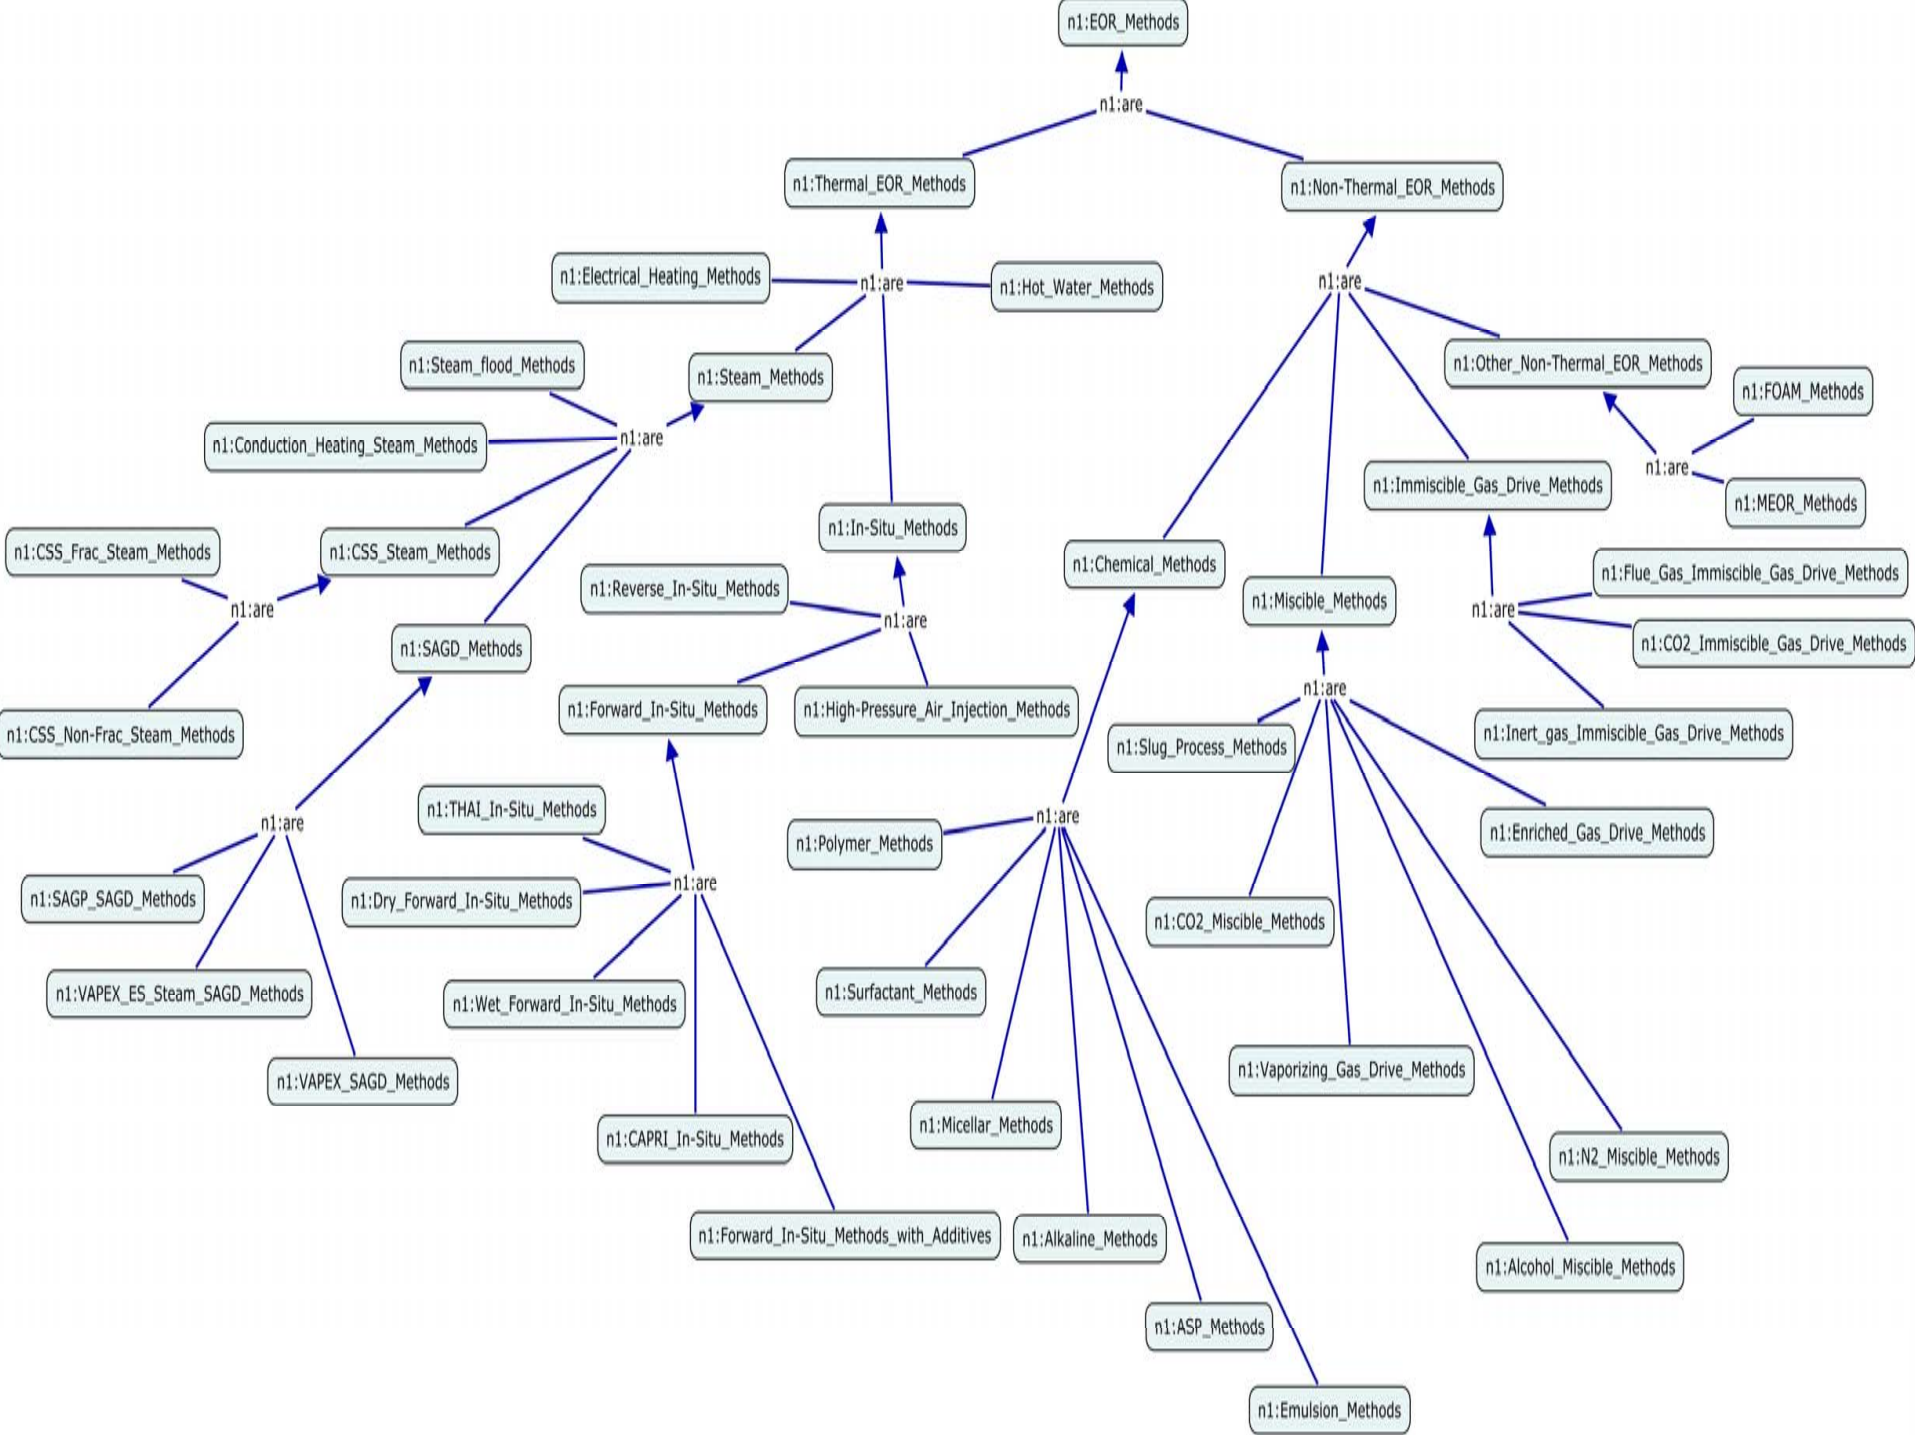 n1:EOR_Methods
n1:are
n1:Thermal_EOR_Methods
n1:Non-Thermal_EOR_Methods
n1:Electrical_Heating_Methods
n1:are
n1:Hot_Water_Methods
n1:are
n1:Steam_flood_Methods
n1:Steam_Methods
n1:Other_Non-Thermal_EOR_Methods
n1:FOAM_Methods
n1:Conduction_Heating_Steam_Methods
n1:are
n1:are
n1:Immiscible_Gas_Drive_Methods
n1:MEOR_Methods
n1:CSS_Frac_Steam_Methods
n1:CSS_Steam_Methods
n1:In-Situ_Methods
n1:Chemical_Methods
n1:Flue_Gas_Immiscible_Gas_Drive_Methods
n1:are
n1:Reverse_In-Situ_Methods
n1:are
n1:Miscible_Methods
n1:are
n1:CO2_Immiscible_Gas_Drive_Methods
n1:SAGD_Methods
n1:are
n1:CSS_Non-Frac_Steam_Methods
n1:Forward_In-Situ_Methods
n1:High-Pressure_Air_Injection_Methods
n1:Slug_Process_Methods
n1:Inert_gas_Immiscible_Gas_Drive_Methods
n1:are
n1:THAI_In-Situ_Methods
n1:are
n1:Polymer_Methods
n1:Enriched_Gas_Drive_Methods
n1:SAGP_SAGD_Methods
n1:Dry_Forward_In-Situ_Methods
n1:are
n1:CO2_Miscible_Methods
n1:VAPEX_ES_Steam_SAGD_Methods
n1:Wet_Forward_In-Situ_Methods
n1:Surfactant_Methods
n1:VAPEX_SAGD_Methods
n1:Vaporizing_Gas_Drive_Methods
n1:CAPRI_In-Situ_Methods
n1:Micellar_Methods
n1:N2_Miscible_Methods
n1:Forward_In-Situ_Methods_with_Additives
n1:Alkaline_Methods
n1:Alcohol_Miscible_Methods
n1:ASP_Methods
n1:Emulsion_Methods